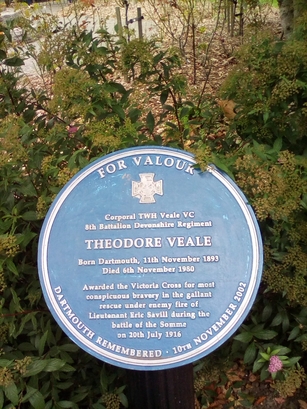 FOR VALOUR
Corporal TWH Veale VC
8th Battalion Devonshire Regiment
THEODORE VEALE
Born Dartmouth, 11th November 1893
Died 6th November 1980
Awarded the Victoria Cross for most
conspicuous bravery in the gallant
rescue under enemy fire of
Lieutenant Eric Savill during the
battle of the Somme
on 20th July 1916
DARTMOUTH REMEMBERED · 10TH NOVEMBER 2002